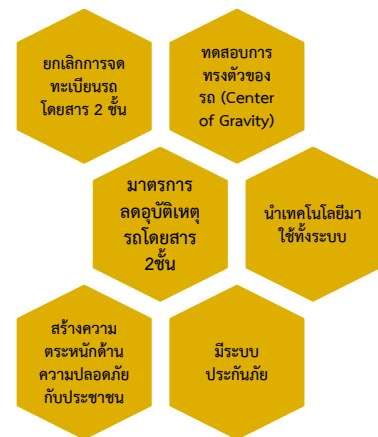 ยกเลิกการจด
ทะเบียนรถ
โดยสาร 2 ชั้น
ทดสอบการ
ทรงตัวของ
รถ (Center
of Gravity)
มาตรการ
ลดอุบัติเหตุ
รถโดยสาร
2ชั้น
นำเทคโนโลยีมา
ใช้ทั้งระบบ
สร้างความ
ตระหนักด้าน
ความปลอดภัย
กับประชาชน
มีระบบ
ประกันภัย